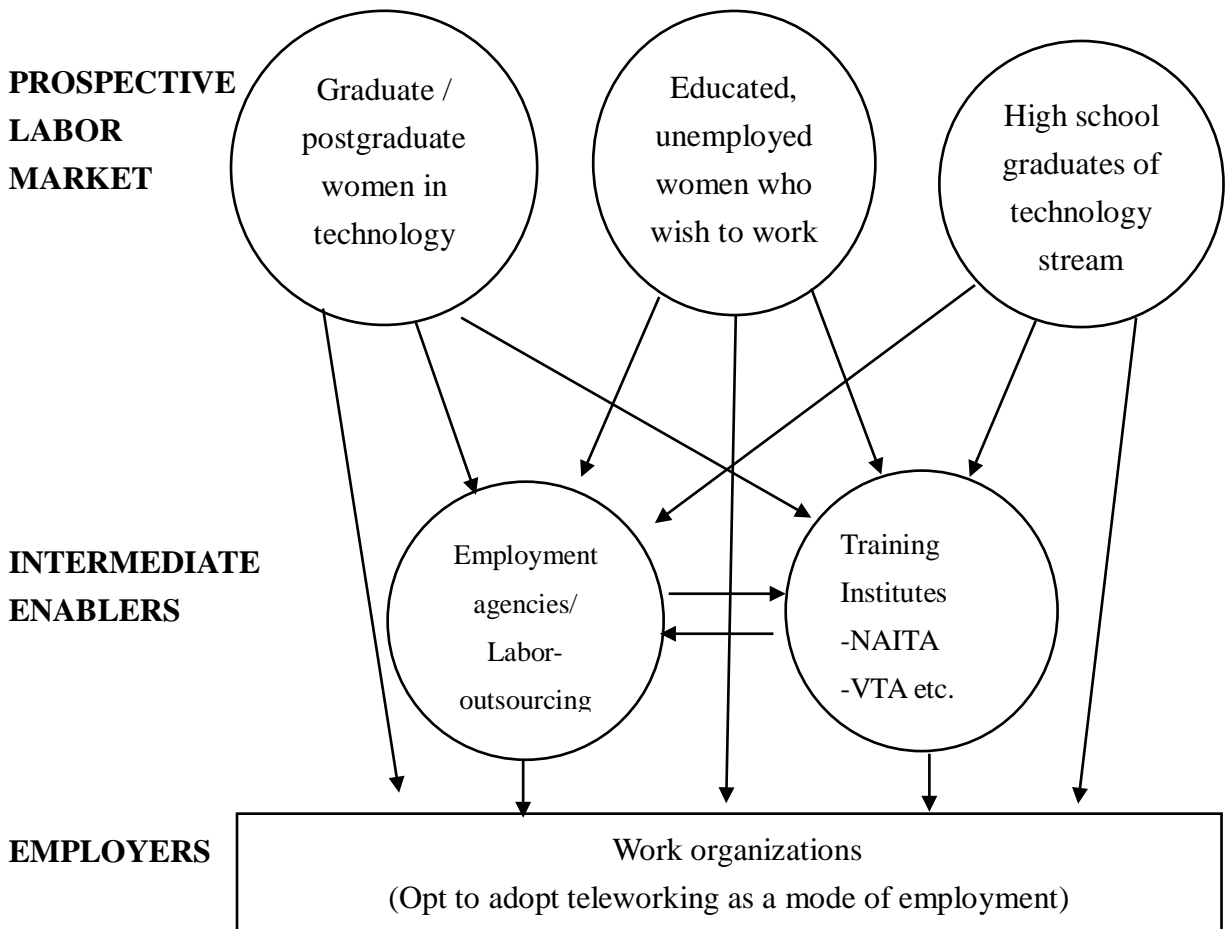 PROSPECTIVE
LABOR
MARKET
Graduate /
postgraduate
women in
technology
Educated,
unemployed
women who
wish to work
High school
graduates of
technology
stream
INTERMEDIATE
ENABLERS
Employment
agencies/
Labor-
outsourcing
Training
Institutes
-NAITA
-VTA etc.
EMPLOYERS
Work organizations
(Opt to adopt teleworking as a mode of employment)